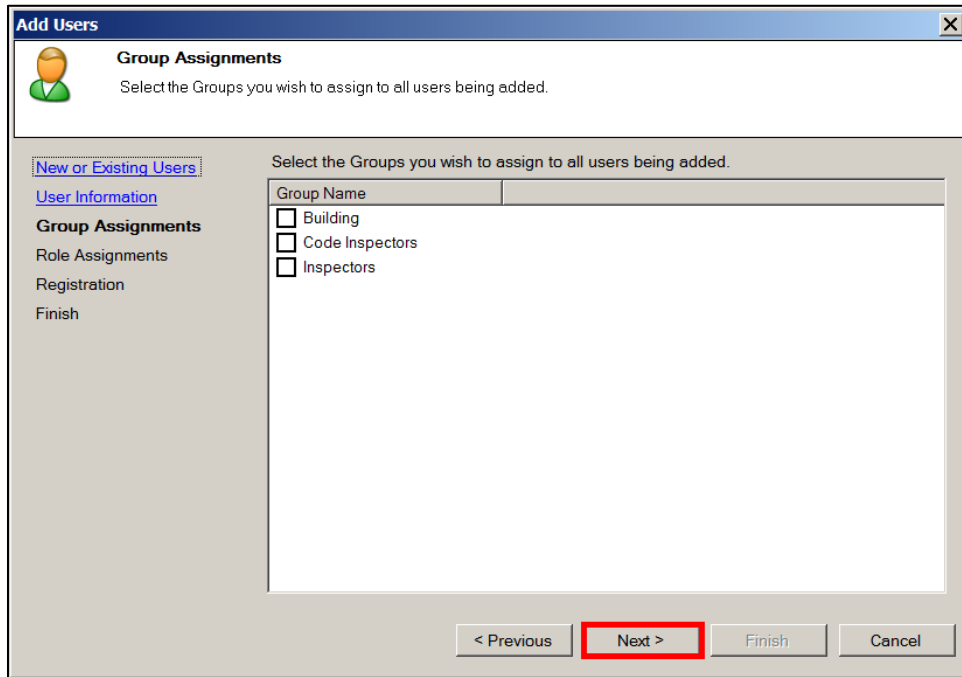 Add Users
Group Assignments
Select the Groups you wish to assign to all users being added.
New or Existing Users
User Information
Group Assignments
Role Assignments
Registration
Finish
Select the Groups you wish to assign to all users being added.
Group Name
Building
Code Inspectors
Inspectors
< Previous Next > Finish Cancel